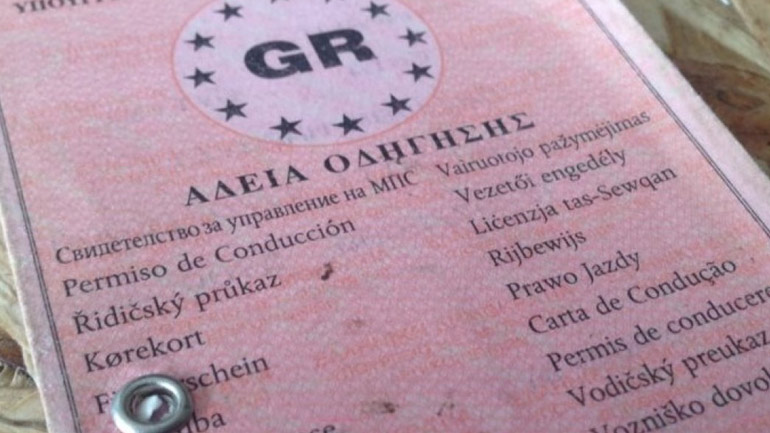 GR
ΑΔΕΙΑ ΟΔΗΓΗΣΗΣ
Свидетелство за управление на МПС
Permiso de Conducción
Řidičský průkaz
Kørekort
Vairuotojo pažymėjimas
Vezetői engedély
Liċenzja tas-Sewqan
Rijbewijs
Prawo Jazdy
Carta de Condução
Permis de conducere
Vodičský preukaz
Vozniško